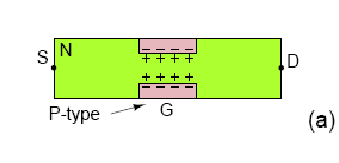 N
− − − −
S + + + + D
+ + + +
− − − −
P-type G
(a)